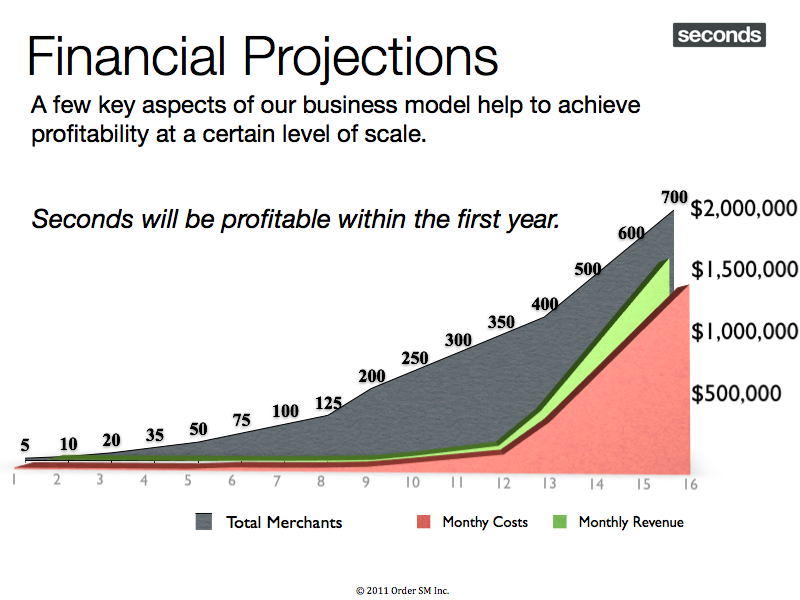 seconds
Financial Projections
A few key aspects of our business model help to achieve
profitability at a certain level of scale.
Seconds will be profitable within the first year.
700
$2,000,000
600
$1,500,000
500
400
350
$1,000,000
300
250
200
$500,000
125
100
75
50
35
20
10
5
1 2 3 4 5 6 7 8 9 10 11 12 13 14 15 16
Total Merchants Monthy Costs Monthly Revenue
© 2011 Order SM Inc.